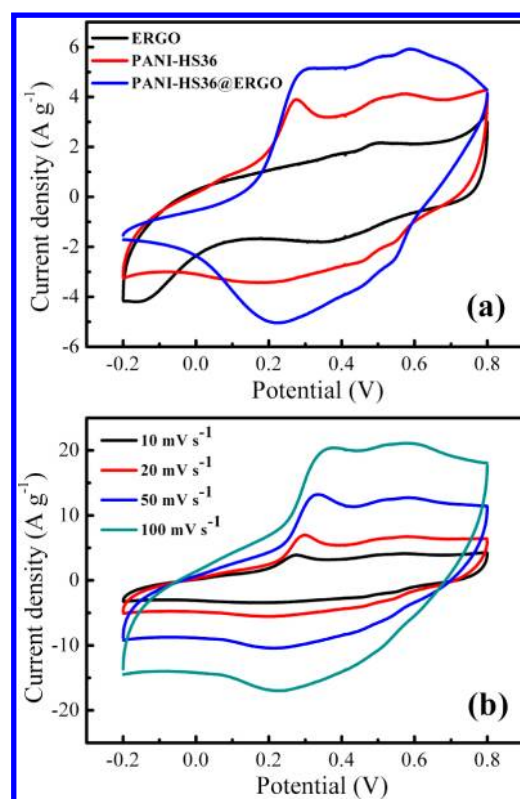 ERGO
PANI-HS36
PANI-HS36@ERGO
6
4
2
0
-2
-4
-6
Current density (A g⁻¹)
(a)
-0.2 0.0 0.2 0.4 0.6 0.8
Potential (V)
10 mV s⁻¹
20 mV s⁻¹
50 mV s⁻¹
100 mV s⁻¹
20
10
0
-10
-20
Current density (A g⁻¹)
(b)
-0.2 0.0 0.2 0.4 0.6 0.8
Potential (V)